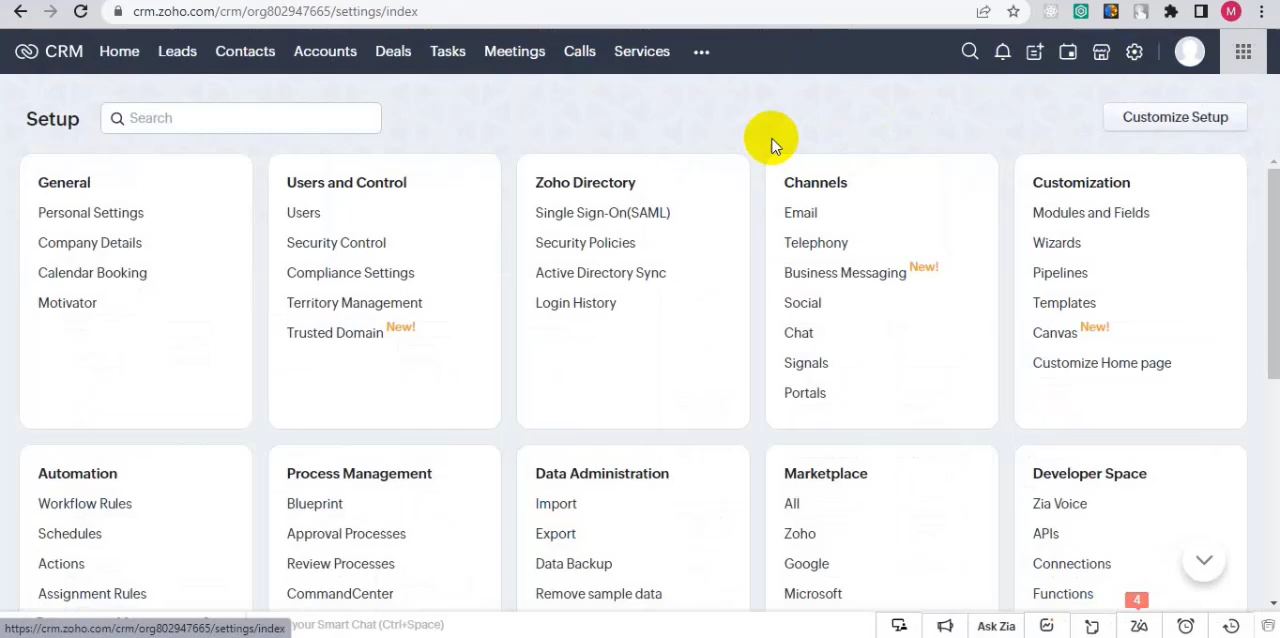 crm.zoho.com/crm/org802947665/settings/index
M
CRM Home Leads Contacts Accounts Deals Tasks Meetings Calls Services •••
Setup Search Customize Setup
General
Personal Settings
Company Details
Calendar Booking
Motivator
Users and Control
Users
Security Control
Compliance Settings
Territory Management
Trusted Domain New!
Zoho Directory
Single Sign-On(SAML)
Security Policies
Active Directory Sync
Login History
Channels
Email
Telephony
Business Messaging New!
Social
Chat
Signals
Portals
Customization
Modules and Fields
Wizards
Pipelines
Templates
Canvas New!
Customize Home page
Automation
Workflow Rules
Schedules
Actions
Assignment Rules
Process Management
Blueprint
Approval Processes
Review Processes
CommandCenter
Data Administration
Import
Export
Data Backup
Remove sample data
Marketplace
All
Zoho
Google
Microsoft
Developer Space
Zia Voice
APIs
Connections
Functions
4
https://crm.zoho.com/crm/org802947665/settings/index
your Smart Chat (Ctrl+Space)
Ask Zia